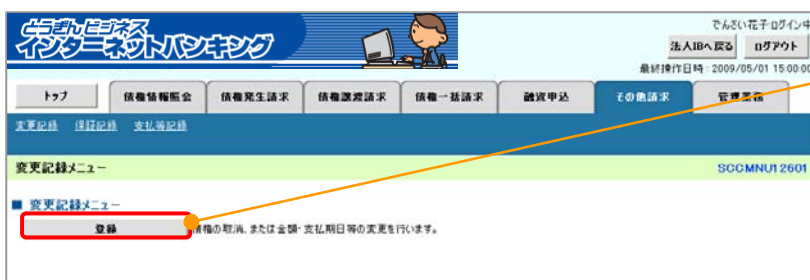 とうぎんビジネス
インターネットバンキング
でんさい花子ログイン中
法人IBへ戻る ログアウト
最終操作日時:2009/05/01 15:00:00
トップ 債権情報照会 債権発生請求 債権譲渡請求 債権一括請求 融資申込 その他請求 管理業務
変更記録 保証記録 支払等記録
変更記録メニュー SCCMNU12601
■ 変更記録メニュー
登録 債権の取消、または金額・支払期日等の変更を行います。